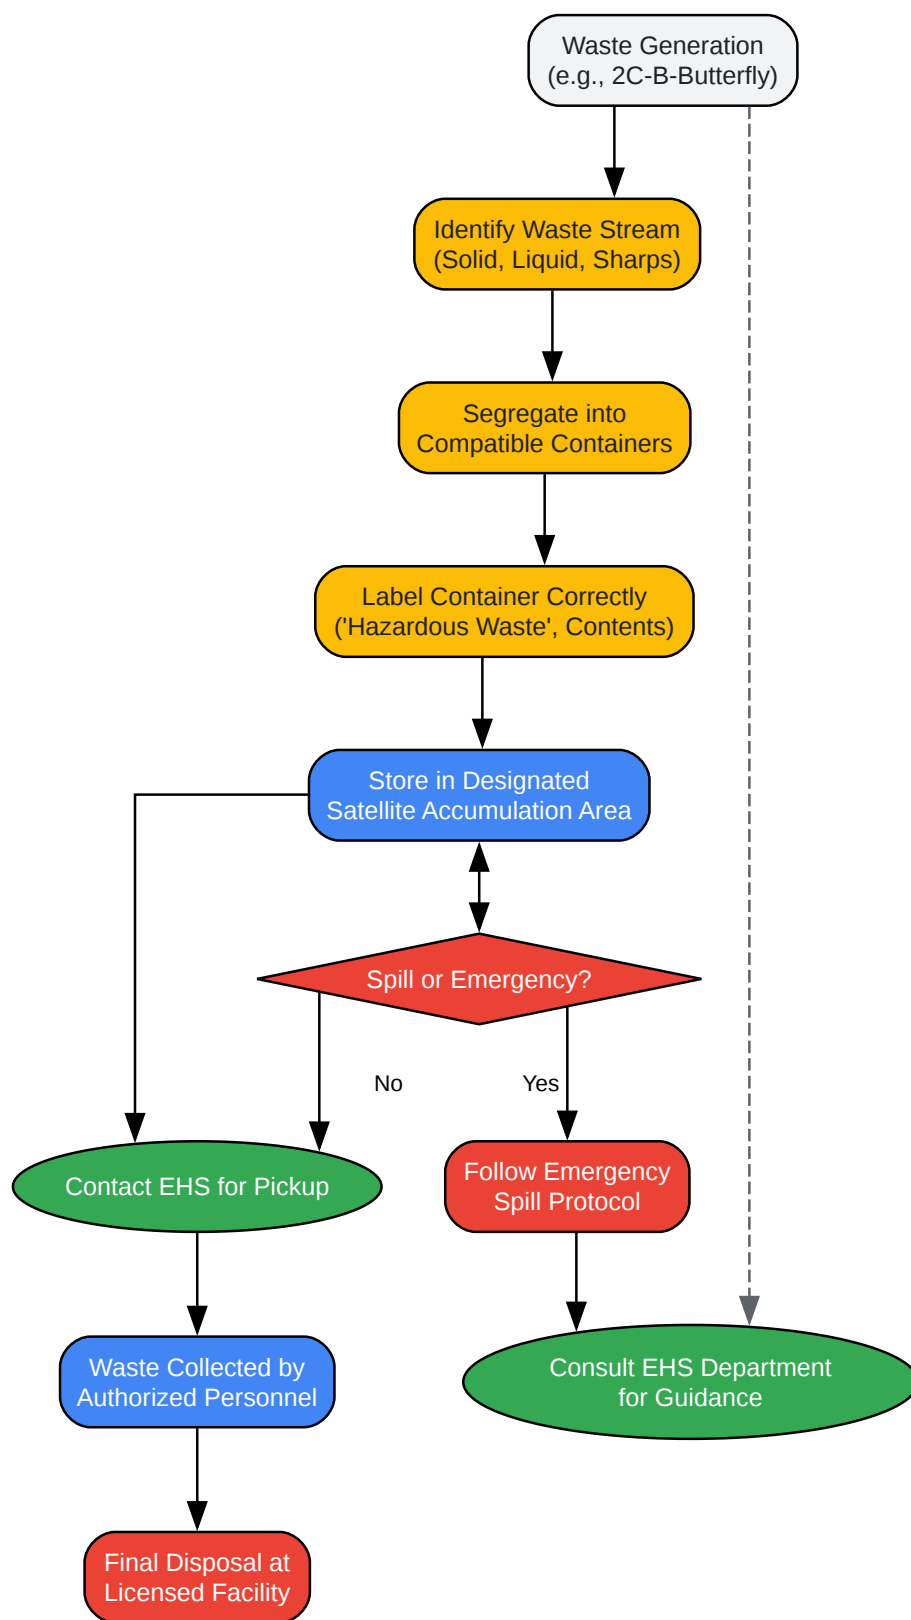 Waste Generation
(e.g., 2C-B-Butterfly)
Identify Waste Stream
(Solid, Liquid, Sharps)
Segregate into
Compatible Containers
Label Container Correctly
('Hazardous Waste', Contents)
Store in Designated
Satellite Accumulation Area
Spill or Emergency?
No
Yes
Contact EHS for Pickup
Follow Emergency
Spill Protocol
Waste Collected by
Authorized Personnel
Consult EHS Department
for Guidance
Final Disposal at
Licensed Facility